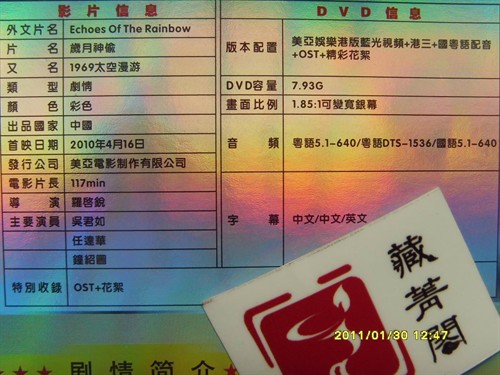 影片信息
外文片名 Echoes Of The Rainbow
片名 歲月神偷
又名 1969太空漫游
類型 劇情
顏色 彩色
出品國家 中國
首映日期 2010年4月16日
發行公司 美亞電影制作有限公司
電影片長 117min
導演 羅啓銳
主要演員 吳君如
任達華
鐘紹圖
特別收錄 OST+花絮
DVD信息
版本配置 美亞娛樂港版藍光視頻+港三+國粵語配音
+OST+精彩花絮
DVD容量 7.93G
畫面比例 1.85:1可變寬銀幕
音頻 粵語5.1-640/粵語DTS-1536/國語5.1-640
字幕 中文/中文/英文
藏菁閣
2011/01/30 12:47
★★★劇情簡介★